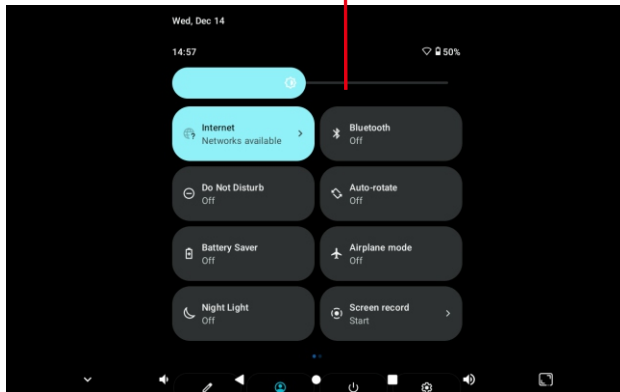 Wed, Dec 14
14:57
50%
Internet
Networks available
Bluetooth
Off
Do Not Disturb
Off
Auto-rotate
Off
Battery Saver
Off
Airplane mode
Off
Night Light
Off
Screen record
Start